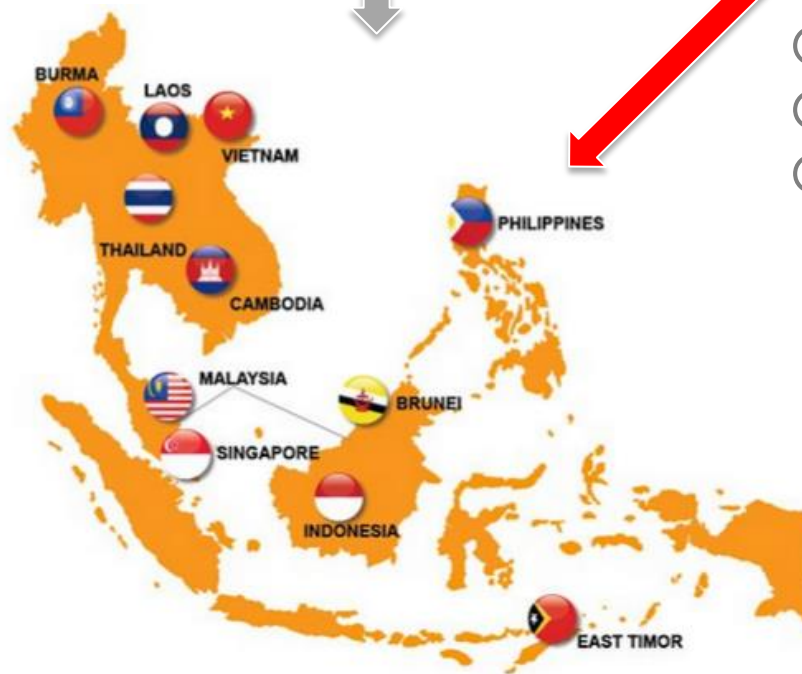 BURMA
LAOS
VIETNAM
PHILIPPINES
THAILAND
CAMBODIA
MALAYSIA
BRUNEI
SINGAPORE
INDONESIA
EAST TIMOR